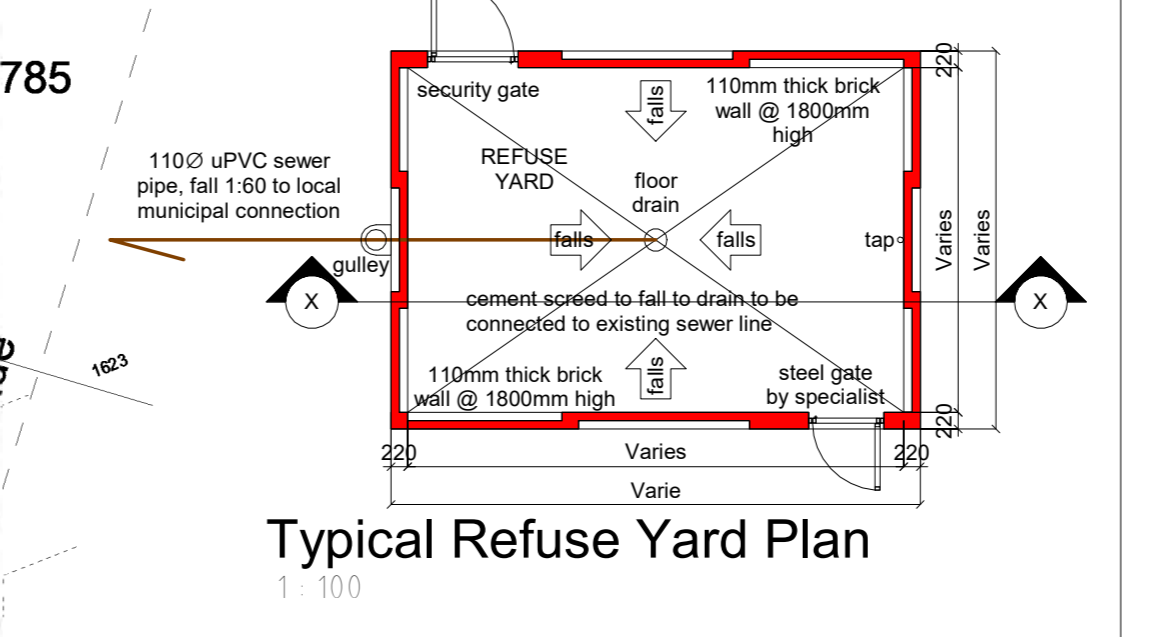 785
220
security gate
falls
110mm thick brick
wall @ 1800mm
high
110Ø uPVC sewer
pipe, fall 1:60 to local
municipal connection
REFUSE
YARD
floor
drain
falls
falls
tap
Varies
Varies
gulley
X
X
cement screed to fall to drain to be
connected to existing sewer line
1623
falls
110mm thick brick
wall @ 1800mm high
steel gate
by specialist
220
220
Varies
220
Varie
Typical Refuse Yard Plan
1 : 100